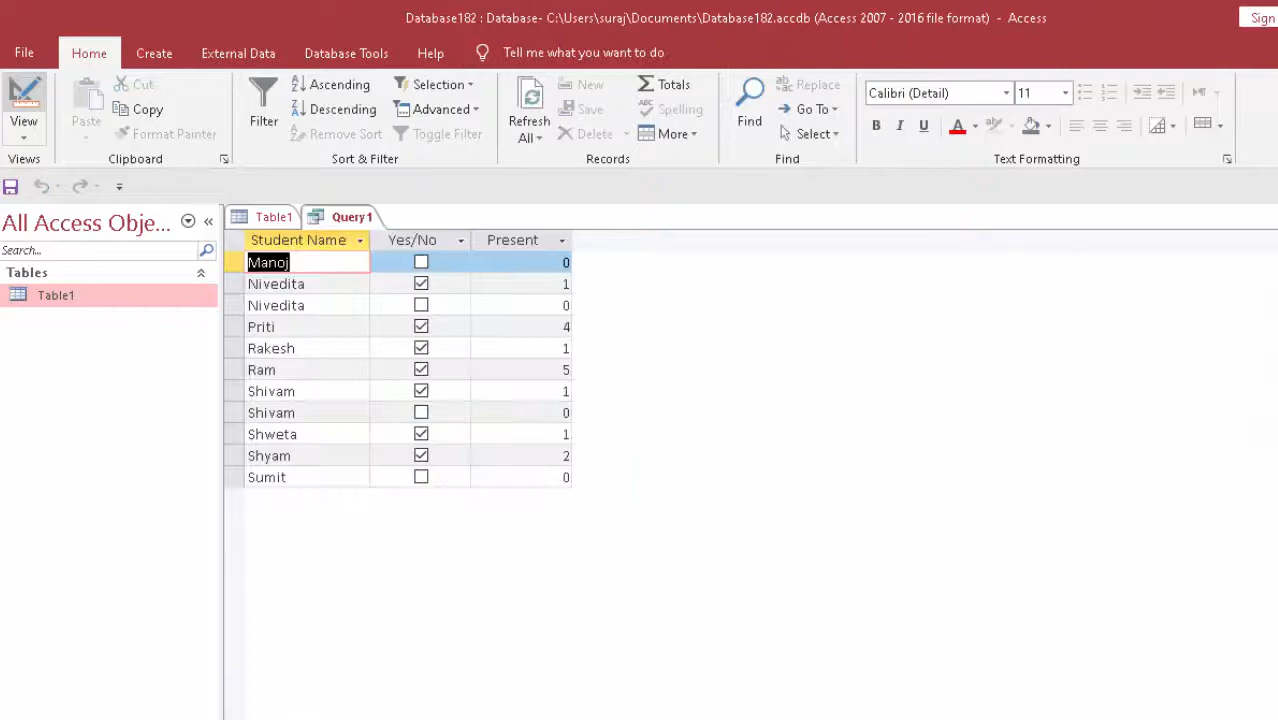 Database182 : Database- C:\Users\suraj\Documents\Database182.accdb (Access 2007 - 2016 file format) - Access
Sign
File Home Create External Data Database Tools Help Tell me what you want to do
View
Paste
Cut
Copy
Format Painter
Filter
Ascending
Descending
Remove Sort
Selection
Advanced
Toggle Filter
Refresh
All
New
Save
Delete
Totals
Spelling
More
Find
Replace
Go To
Select
Calibri (Detail) 11
B I U A
Views Clipboard Sort & Filter Records Find Text Formatting
All Access Obje...
Search...
Tables
Table1
Table1 Query1
Student Name Yes/No Present
Manoj 0
Nivedita 1
Nivedita 0
Priti 4
Rakesh 1
Ram 5
Shivam 1
Shivam 0
Shweta 1
Shyam 2
Sumit 0